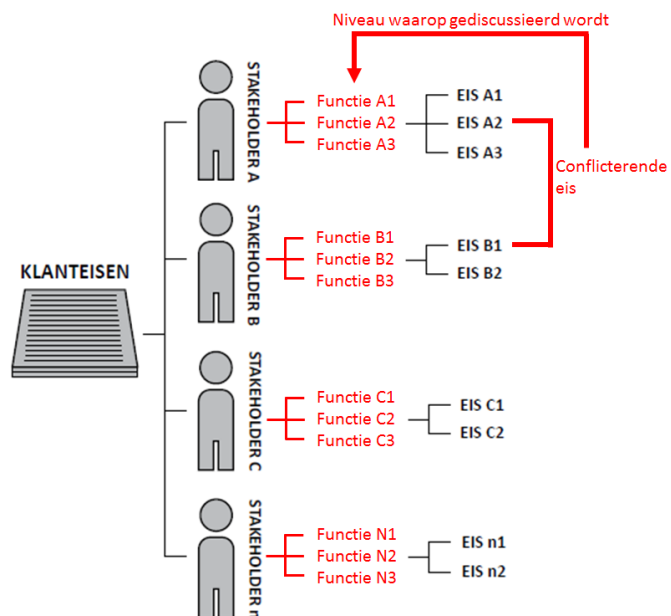 Niveau waarop gediscussieerd wordt
STAKEHOLDER A
Functie A1
Functie A2
Functie A3
EIS A1
EIS A2
EIS A3
Conflicterende
eis
STAKEHOLDER B
Functie B1
Functie B2
Functie B3
EIS B1
EIS B2
KLANTEISEN
STAKEHOLDER C
Functie C1
Functie C2
Functie C3
EIS C1
EIS C2
STAKEHOLDER n
Functie N1
Functie N2
Functie N3
EIS n1
EIS n2